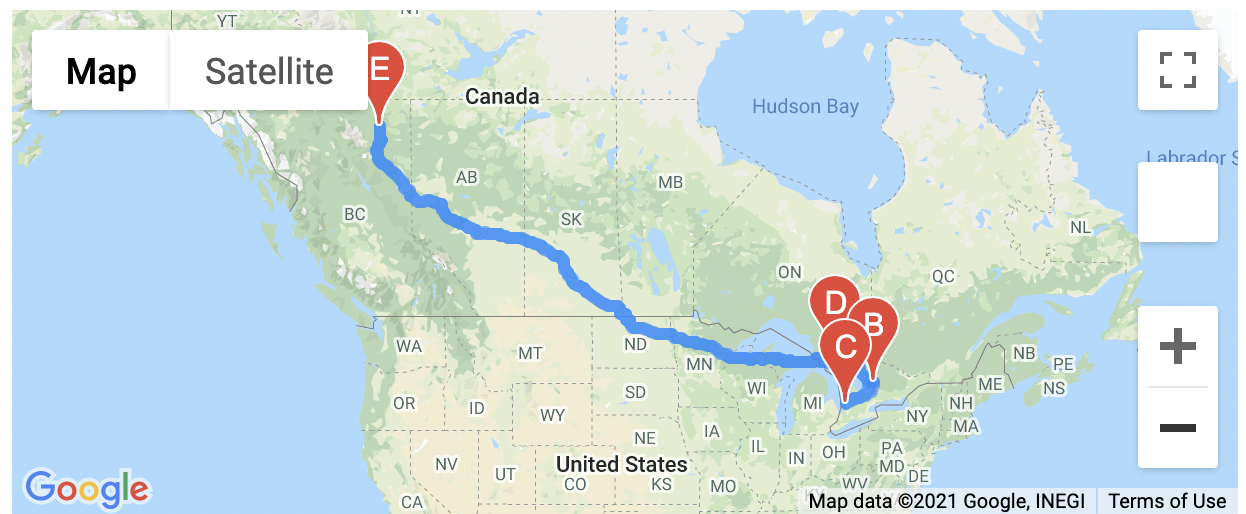 YT
NT
Map
Satellite
E
Canada
Hudson Bay
Labrador S
AB
MB
BC
SK
NL
ON
QC
D
B
C
WA
MT
ND
MN
NB
PE
ME
NS
OR
ID
SD
WI
MI
NH
NY
MA
WY
IA
NE
IL
IN
OH
PA
MD
DE
NV
UT
United States
CO
KS
MO
WV
CA
Google
Map data ©2021 Google, INEGI
Terms of Use